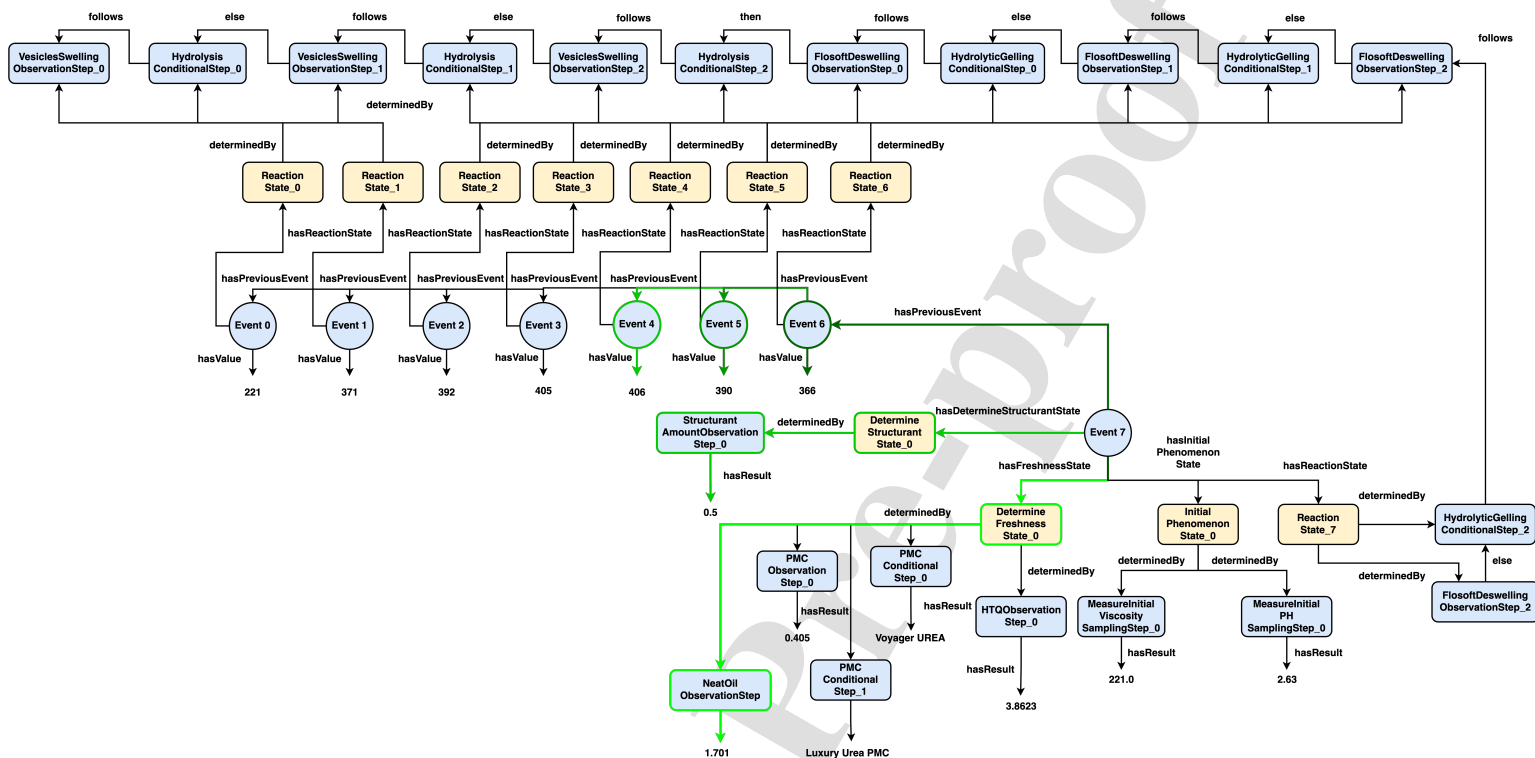 follows
else
follows
else
follows
then
follows
else
follows
else
follows
VesiclesSwelling
ObservationStep_0
Hydrolysis
ConditionalStep_0
VesiclesSwelling
ObservationStep_1
Hydrolysis
ConditionalStep_1
VesiclesSwelling
ObservationStep_2
Hydrolysis
ConditionalStep_2
FlosoftDeswelling
ObservationStep_0
HydrolyticGelling
ConditionalStep_0
FlosoftDeswelling
ObservationStep_1
HydrolyticGelling
ConditionalStep_1
FlosoftDeswelling
ObservationStep_2
determinedBy
determinedBy
determinedBy
determinedBy
determinedBy
determinedBy
determinedBy
Reaction
State_0
Reaction
State_1
Reaction
State_2
Reaction
State_3
Reaction
State_4
Reaction
State_5
Reaction
State_6
hasReactionState
hasReactionState
hasReactionState
hasReactionState
hasReactionState
hasReactionState
hasPreviousEvent
hasPreviousEvent
hasPreviousEvent
hasPreviousEvent
hasPreviousEvent
hasPreviousEvent
hasPreviousEvent
Event 0
Event 1
Event 2
Event 3
Event 4
Event 5
Event 6
hasValue
hasValue
hasValue
hasValue
hasValue
hasValue
hasValue
221
371
392
405
406
390
366
Structurant
AmountObservation
Step_0
determinedBy
Determine
Structurant
State_0
hasDetermineStructurantState
Event 7
hasResult
0.5
hasFreshnessState
hasInitial
Phenomenon
State
hasReactionState
determinedBy
Determine
Freshness
State_0
Initial
Phenomenon
State_0
Reaction
State_7
determinedBy
HydrolyticGelling
ConditionalStep_2
PMC
Observation
Step_0
PMC
Conditional
Step_0
determinedBy
determinedBy
determinedBy
determinedBy
else
FlosoftDeswelling
ObservationStep_2
hasResult
hasResult
HTQObservation
Step_0
MeasureInitial
Viscosity
SamplingStep_0
MeasureInitial
PH
SamplingStep_0
0.405
Voyager UREA
hasResult
hasResult
hasResult
NeatOil
ObservationStep
PMC
Conditional
Step_1
221.0
2.63
3.8623
1.701
Luxury Urea PMC
Pre-proof